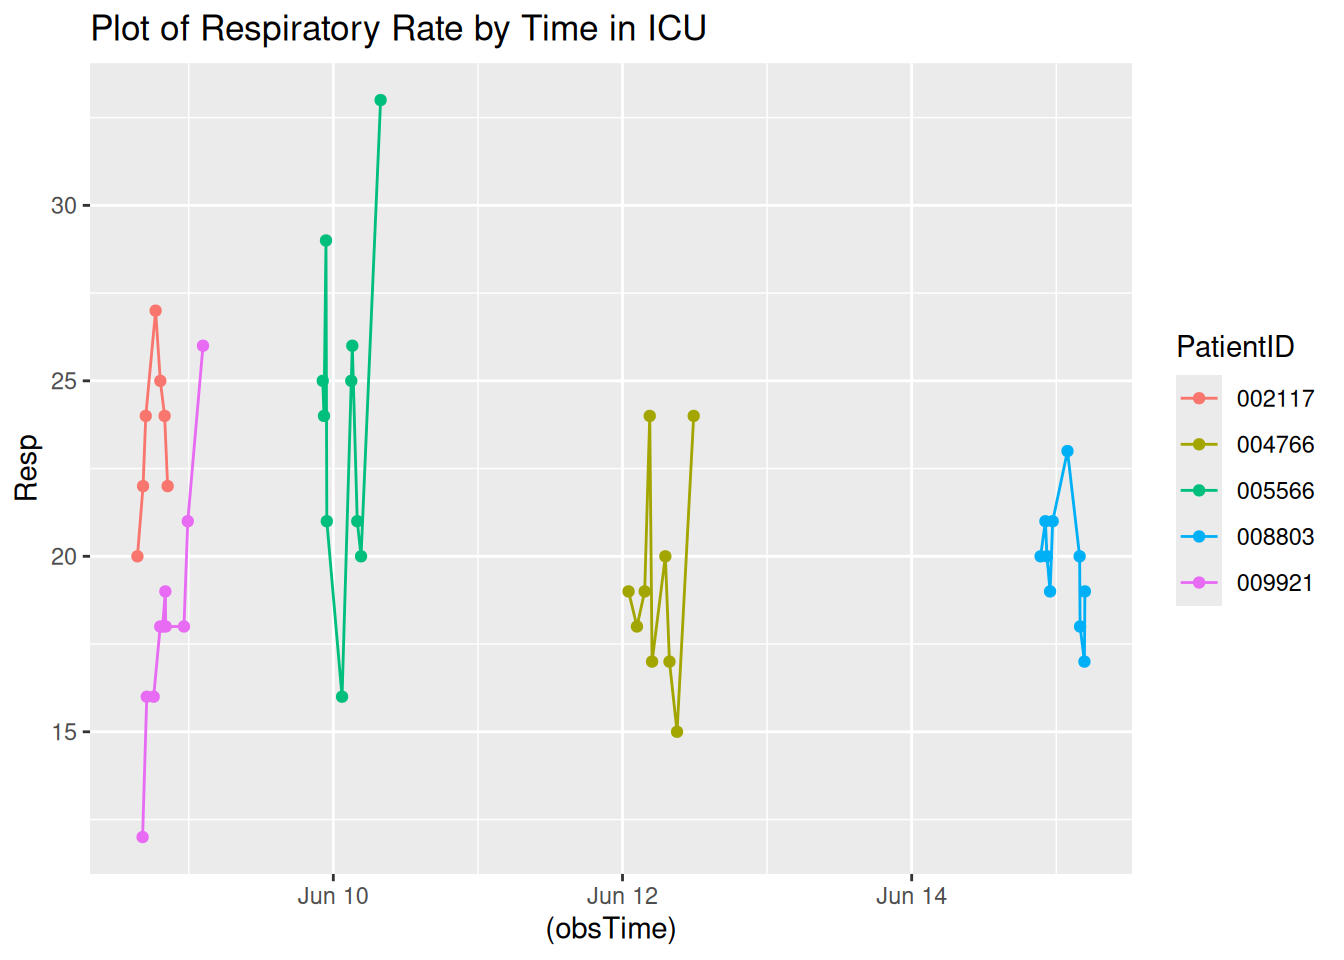 Plot of Respiratory Rate by Time in ICU
30
25
20
15
Resp
Jun 10
Jun 12
Jun 14
(obsTime)
PatientID
002117
004766
005566
008803
009921